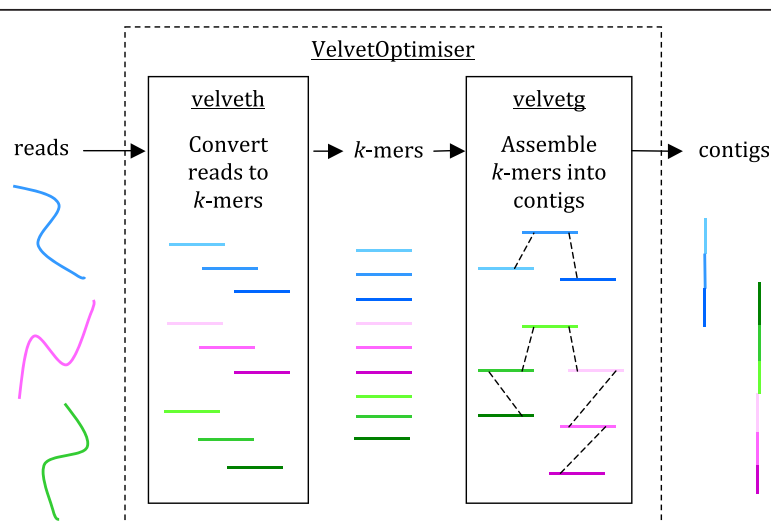 VelvetOptimiser
velveth
velvetg
reads
Convert
reads to
k-mers
k-mers
Assemble
k-mers into
contigs
contigs